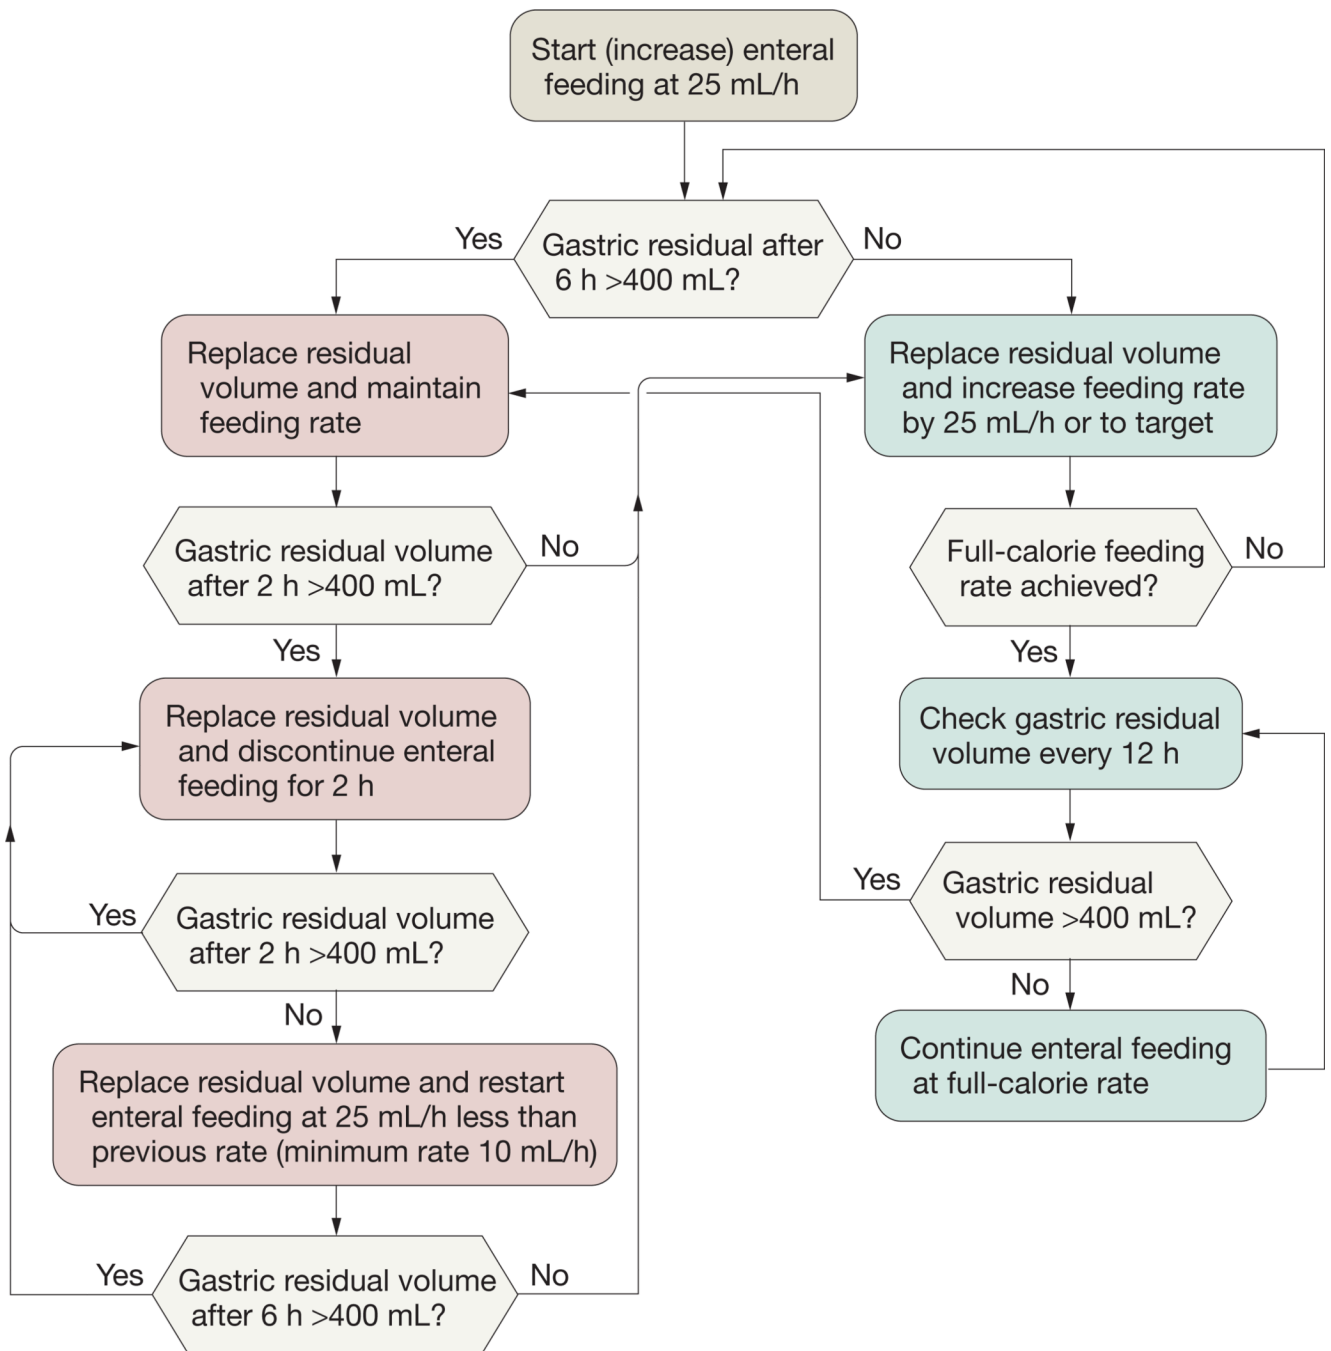 Start (increase) enteral
feeding at 25 mL/h
Yes
Gastric residual after
6 h >400 mL?
No
Replace residual
volume and maintain
feeding rate
Replace residual volume
and increase feeding rate
by 25 mL/h or to target
Gastric residual volume
after 2 h >400 mL?
No
Full-calorie feeding
rate achieved?
No
Yes
Yes
Replace residual volume
and discontinue enteral
feeding for 2 h
Check gastric residual
volume every 12 h
Yes
Gastric residual volume
after 2 h >400 mL?
Yes
Gastric residual
volume >400 mL?
No
No
Replace residual volume and restart
enteral feeding at 25 mL/h less than
previous rate (minimum rate 10 mL/h)
Continue enteral feeding
at full-calorie rate
Yes
Gastric residual volume
after 6 h >400 mL?
No